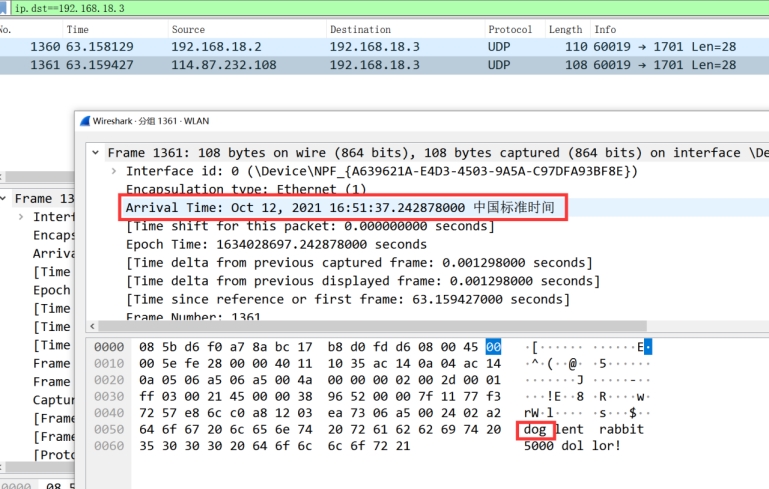 ip.dst==192.168.18.3
No. Time Source Destination Protocol Length Info
1360 63.158129 192.168.18.2 192.168.18.3 UDP 110 60019 → 1701 Len=28
1361 63.159427 114.87.232.108 192.168.18.3 UDP 108 60019 → 1701 Len=28
Wireshark · 分组 1361 · WLAN
Frame 1361: 108 bytes on wire (864 bits), 108 bytes captured (864 bits) on interface \De
Interface id: 0 (\Device\NPF_{A639621A-E4D3-4503-9A5A-C97DFA93BF8E})
Encapsulation type: Ethernet (1)
Arrival Time: Oct 12, 2021 16:51:37.242878000 中国标准时间
[Time shift for this packet: 0.000000000 seconds]
Epoch Time: 1634028697.242878000 seconds
[Time delta from previous captured frame: 0.001298000 seconds]
[Time delta from previous displayed frame: 0.001298000 seconds]
[Time since reference or first frame: 63.159427000 seconds]
Frame Number: 1361
Frame 13
Interf
Encaps
Arriva
[Time
Epoch
[Time
[Time
[Time
Frame
Frame
Captur
[Frame
[Frame
[Proto
0000 08 5b d6 f0 a7 8a bc 17 b8 d0 fd d6 08 00 45 00 ·[············E·
0010 00 5e fe 28 00 00 40 11 10 35 ac 14 0a 04 ac 14 ·^·(··@··5······
0020 0a 05 06 a5 06 a5 00 4a 00 00 00 02 00 2d 00 01 ·······J·····-··
0030 ff 03 00 21 45 00 00 38 96 52 00 00 7f 11 77 f3 ···!E··8·R····w·
0040 72 57 e8 6c c0 a8 12 03 ea 73 06 a5 00 24 02 a2 rW·l·····s···$··
0050 64 6f 67 20 6c 65 6e 74 20 72 61 62 62 69 74 20 dog lent rabbit
0060 35 30 30 30 20 64 6f 6c 6c 6f 72 21 5000 dollor!
0000 08 5